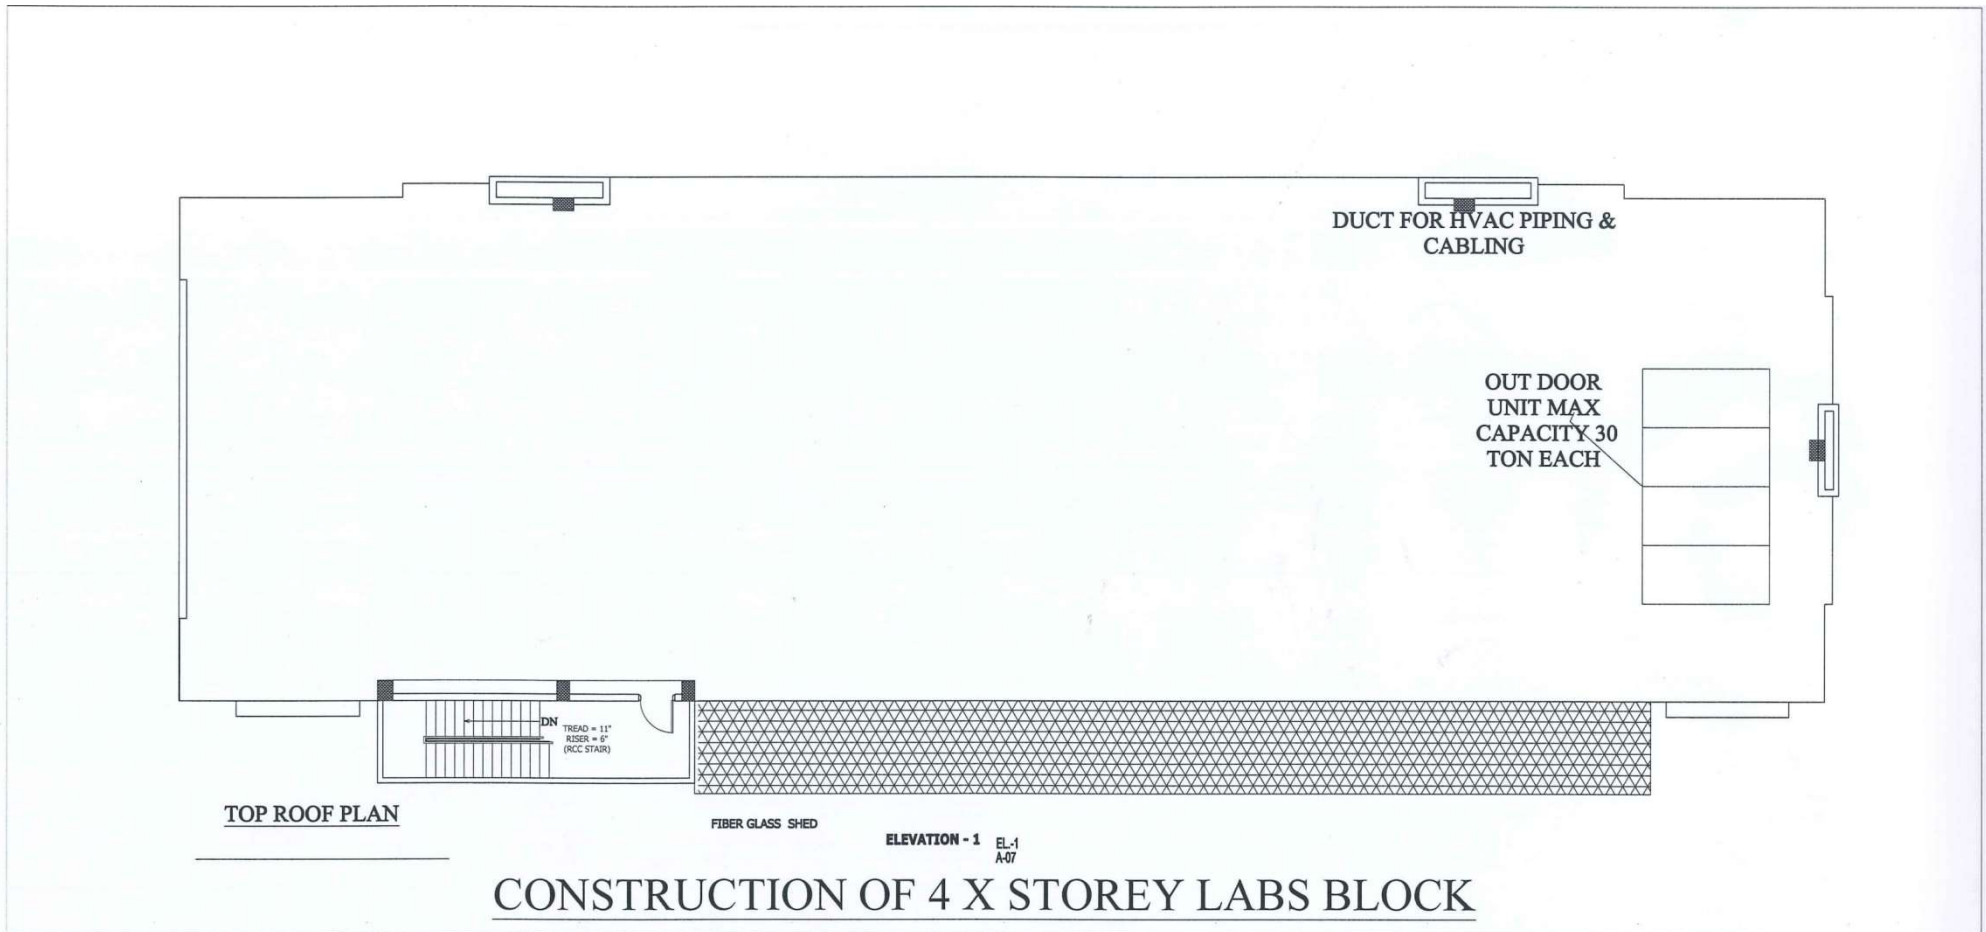 DUCT FOR HVAC PIPING &
CABLING
OUT DOOR
UNIT MAX
CAPACITY 30
TON EACH
DN
TREAD = 11"
RISER = 6"
(RCC STAIR)
TOP ROOF PLAN
FIBER GLASS SHED
ELEVATION - 1
EL-1
A-07
CONSTRUCTION OF 4 X STOREY LABS BLOCK